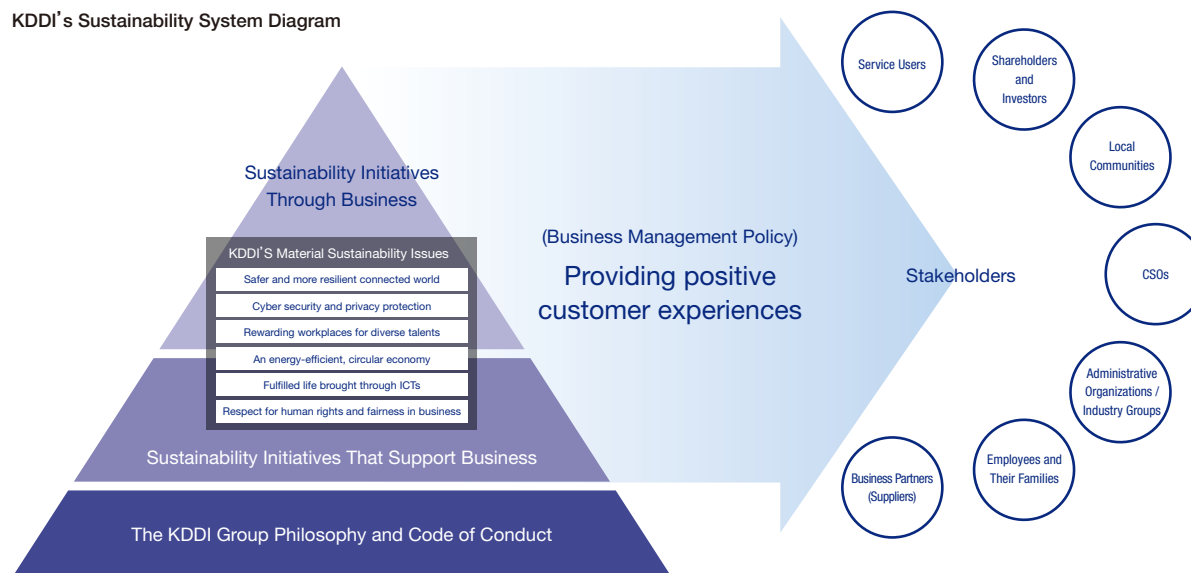 KDDI's Sustainability System Diagram
Sustainability Initiatives
Through Business
KDDI'S Material Sustainability Issues
Safer and more resilient connected world
Cyber security and privacy protection
Rewarding workplaces for diverse talents
An energy-efficient, circular economy
Fulfilled life brought through ICTs
Respect for human rights and fairness in business
Sustainability Initiatives That Support Business
The KDDI Group Philosophy and Code of Conduct
(Business Management Policy)
Providing positive
customer experiences
Stakeholders
Service Users
Shareholders
and
Investors
Local
Communities
CSOs
Administrative
Organizations /
Industry Groups
Employees and
Their Families
Business Partners
(Suppliers)